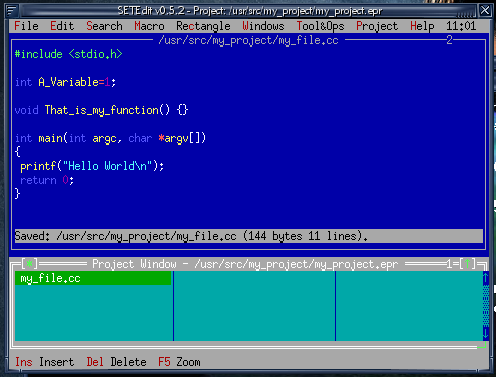 SETEdit v0.5.2 - Project: /usr/src/my_project/my_project.epr
File Edit Search Macro Rectangle Windows Tool&Ops Project Help 11:01
/usr/src/my_project/my_file.cc 2
#include <stdio.h>
int A_Variable=1;
void That_is_my_function() {}
int main(int argc, char *argv[])
{
printf("Hello World\n");
return 0;
}
Saved: /usr/src/my_project/my_file.cc (144 bytes 11 lines).
Project Window - /usr/src/my_project/my_project.epr 1
my_file.cc
Ins Insert Del Delete F5 Zoom